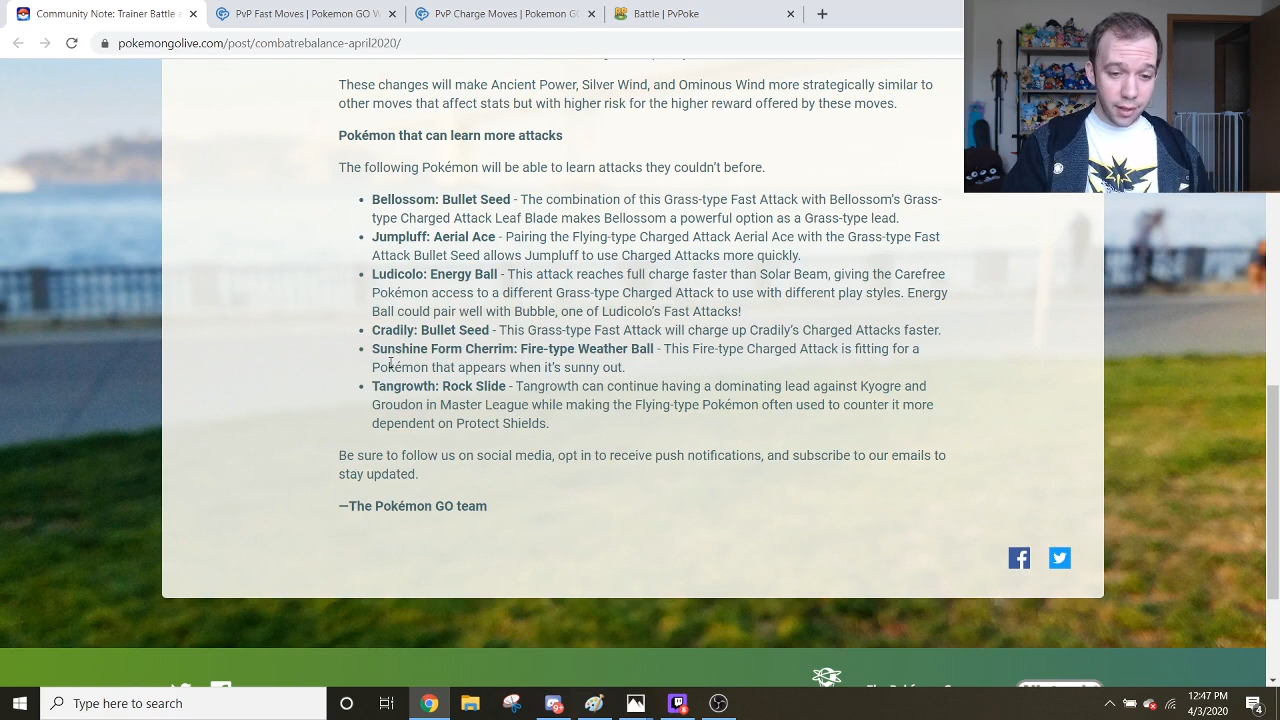 Community Note: Trainer Battle
PvP Fast Moves | Pokemon GO
PvP Charge Moves | Pokemon GO
Battle | PvPoke
pokemongolive.com/post/combatrebalance-april2020/
These changes will make Ancient Power, Silver Wind, and Ominous Wind more strategically similar to
other moves that affect stats but with higher risk for the higher reward offered by these moves.
Pokémon that can learn more attacks
The following Pokémon will be able to learn attacks they couldn't before.
• Bellossom: Bullet Seed - The combination of this Grass-type Fast Attack with Bellossom's Grass-
type Charged Attack Leaf Blade makes Bellossom a powerful option as a Grass-type lead.
• Jumpluff: Aerial Ace - Pairing the Flying-type Charged Attack Aerial Ace with the Grass-type Fast
Attack Bullet Seed allows Jumpluff to use Charged Attacks more quickly.
• Ludicolo: Energy Ball - This attack reaches full charge faster than Solar Beam, giving the Carefree
Pokémon access to a different Grass-type Charged Attack to use with different play styles. Energy
Ball could pair well with Bubble, one of Ludicolo's Fast Attacks!
• Cradily: Bullet Seed - This Grass-type Fast Attack will charge up Cradily's Charged Attacks faster.
• Sunshine Form Cherrim: Fire-type Weather Ball - This Fire-type Charged Attack is fitting for a
Pokémon that appears when it's sunny out.
• Tangrowth: Rock Slide - Tangrowth can continue having a dominating lead against Kyogre and
Groudon in Master League while making the Flying-type Pokémon often used to counter it more
dependent on Protect Shields.
Be sure to follow us on social media, opt in to receive push notifications, and subscribe to our emails to
stay updated.
—The Pokémon GO team
Type here to search
12:47 PM
4/3/2020